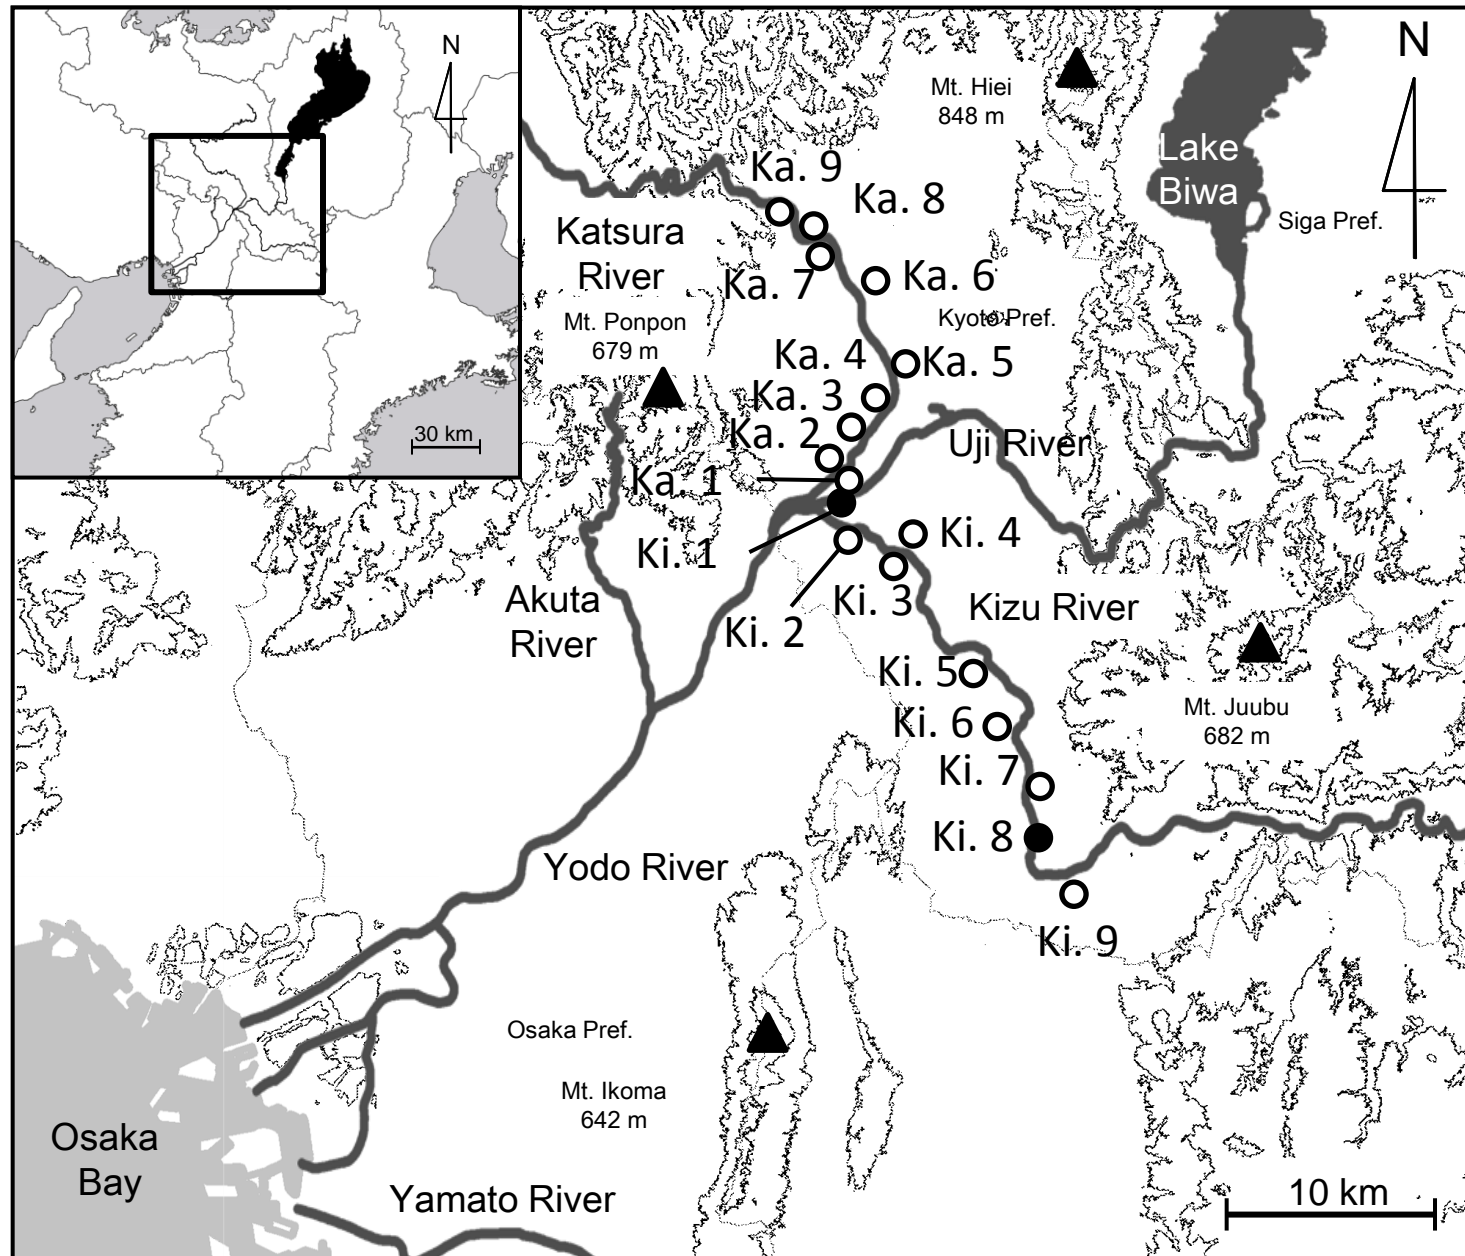 N
30 km
N
Mt. Hiei
848 m
Lake
Biwa
Siga Pref.
Ka. 9
Ka. 8
Katsura
River
Ka. 7
Ka. 6
Kyoto Pref.
Mt. Ponpon
679 m
Ka. 4
Ka. 5
Ka. 3
Ka. 2
Uji River
Ka. 1
Ki. 1
Ki. 4
Akuta
River
Ki. 3
Kizu River
Ki. 2
Ki. 5
Ki. 6
Mt. Juubu
682 m
Ki. 7
Ki. 8
Yodo River
Ki. 9
Osaka Pref.
Mt. Ikoma
642 m
Osaka
Bay
Yamato River
10 km